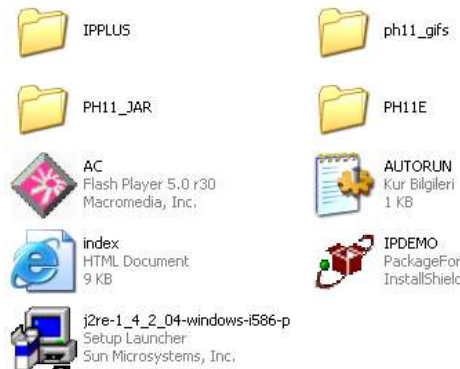 IPPLUS
ph11_gifs
PH11_JAR
PH11E
AC
Flash Player 5.0 r30
Macromedia, Inc.
AUTORUN
Kur Bilgileri
1 KB
index
HTML Document
9 KB
IPDEMO
PackageFor
InstallShield
j2re-1_4_2_04-windows-i586-p
Setup Launcher
Sun Microsystems, Inc.